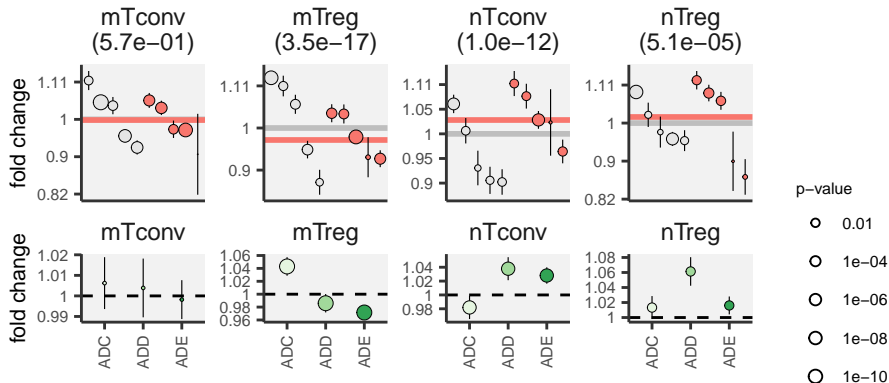 mTconv
(5.7e−01)
mTreg
(3.5e−17)
nTconv
(1.0e−12)
nTreg
(5.1e−05)
fold change
1.11
1
0.9
0.82
1.11
1
0.9
1.11
1.05
1
0.95
0.9
1.11
1
0.9
0.82
mTconv
mTreg
nTconv
nTreg
fold change
1.02
1.01
1
0.99
1.06
1.04
1.02
1
0.98
0.96
1.04
1.02
1
0.98
1.08
1.06
1.04
1.02
1
ADC
ADD
ADE
ADC
ADD
ADE
ADC
ADD
ADE
ADC
ADD
ADE
p−value
0.01
1e−04
1e−06
1e−08
1e−10